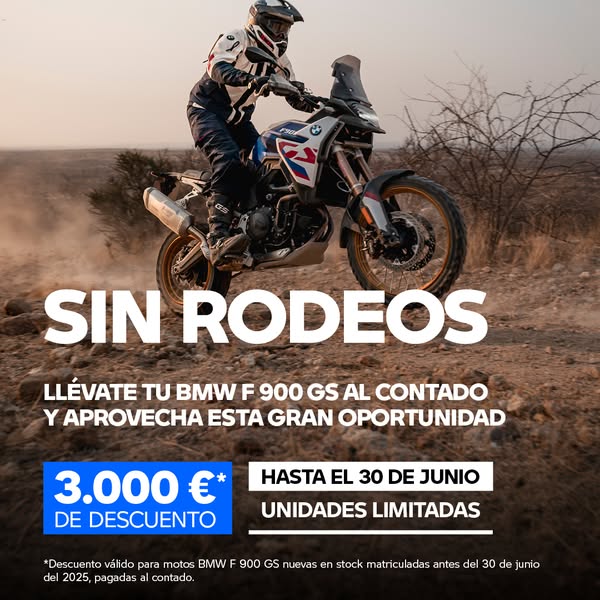 SIN RODEOS
LLÉVATE TU BMW F 900 GS AL CONTADO
Y APROVECHA ESTA GRAN OPORTUNIDAD
3.000 €*
DE DESCUENTO
HASTA EL 30 DE JUNIO
UNIDADES LIMITADAS
*Descuento válido para motos BMW F 900 GS nuevas en stock matriculadas antes del 30 de junio
del 2025, pagadas al contado.